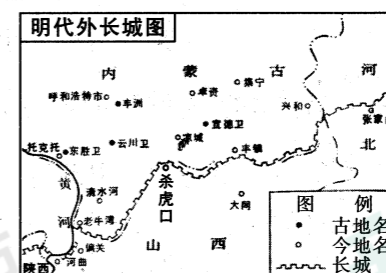 明代外长城图
内 蒙 古
河
北
呼和浩特市
丰洲
卓资
集宁
兴和
张家
宣德卫
托克托
东胜卫
云川卫
凉城
丰镇
黄
河
清水河
杀虎口
大同
老牛湾
偏关
河曲
山 西
陕西
图 例
古地名
今地名
长城